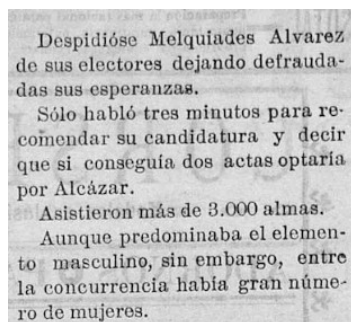 Despidióse Melquiades Alvarez
de sus electores dejando defrauda-
das sus esperanzas.
Sólo habló tres minutos para re-
comendar su candidatura y decir
que si conseguía dos actas optaría
por Alcázar.
Asistieron más de 3.000 almas.
Aunque predominaba el elemen-
to masculino, sin embargo, entre
la concurrencia había gran núme-
ro de mujeres.